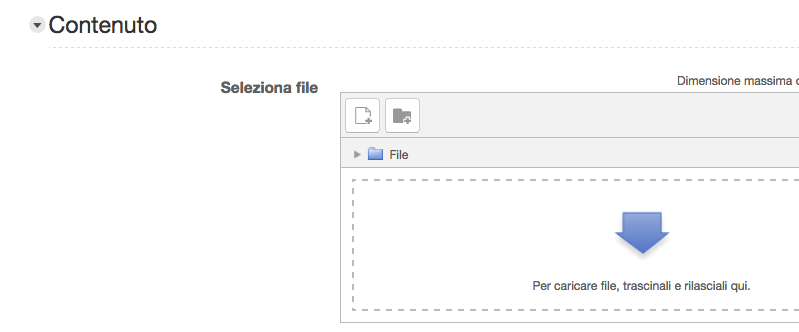 Contenuto
Dimensione massima
Seleziona file
File
Per caricare file, trascinali e rilasciali qui.